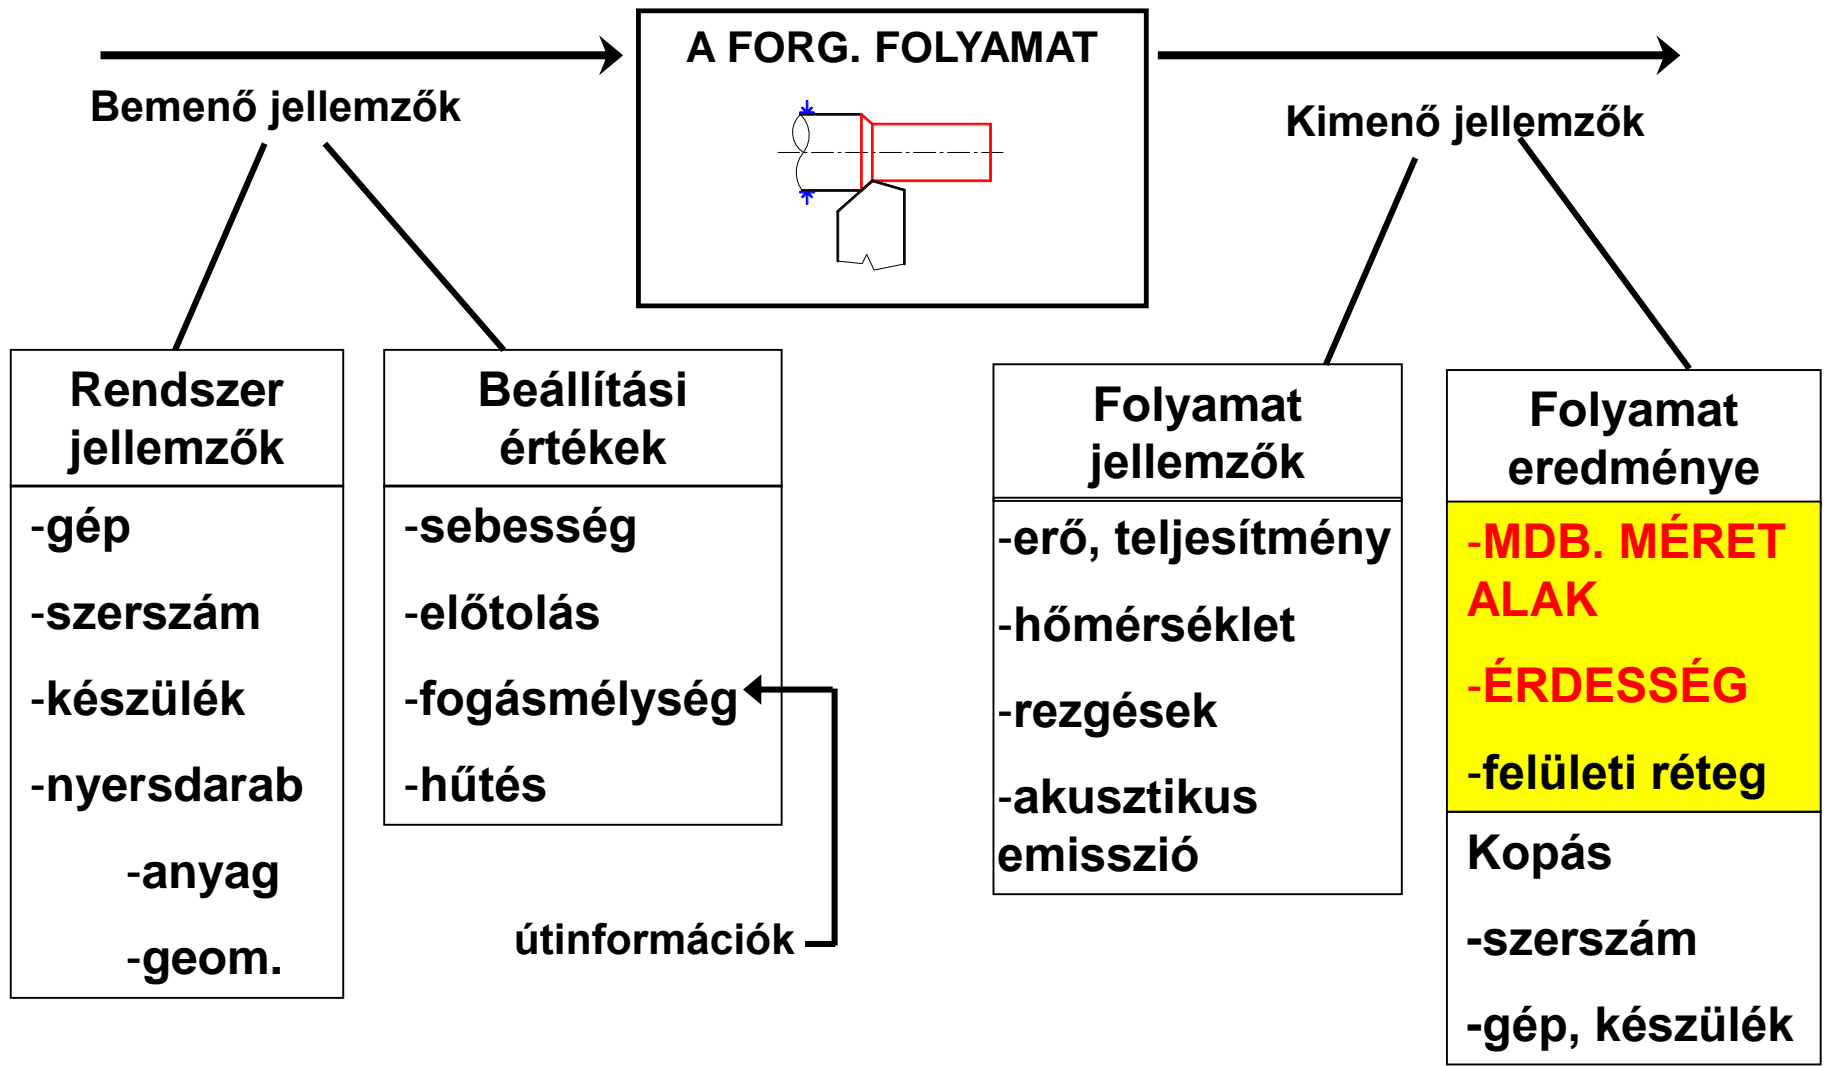 A FORG. FOLYAMAT
Bemenő jellemzők
Kimenő jellemzők
Rendszer
jellemzők
-gép
-szerszám
-készülék
-nyersdarab
-anyag
-geom.
Beállítási
értékek
-sebesség
-előtolás
-fogásmélység
-hűtés
útinformációk
Folyamat
jellemzők
-erő, teljesítmény
-hőmérséklet
-rezgések
-akusztikus
emisszió
Folyamat
eredménye
-MDB. MÉRET
ALAK
-ÉRDESSÉG
-felületi réteg
Kopás
-szerszám
-gép, készülék